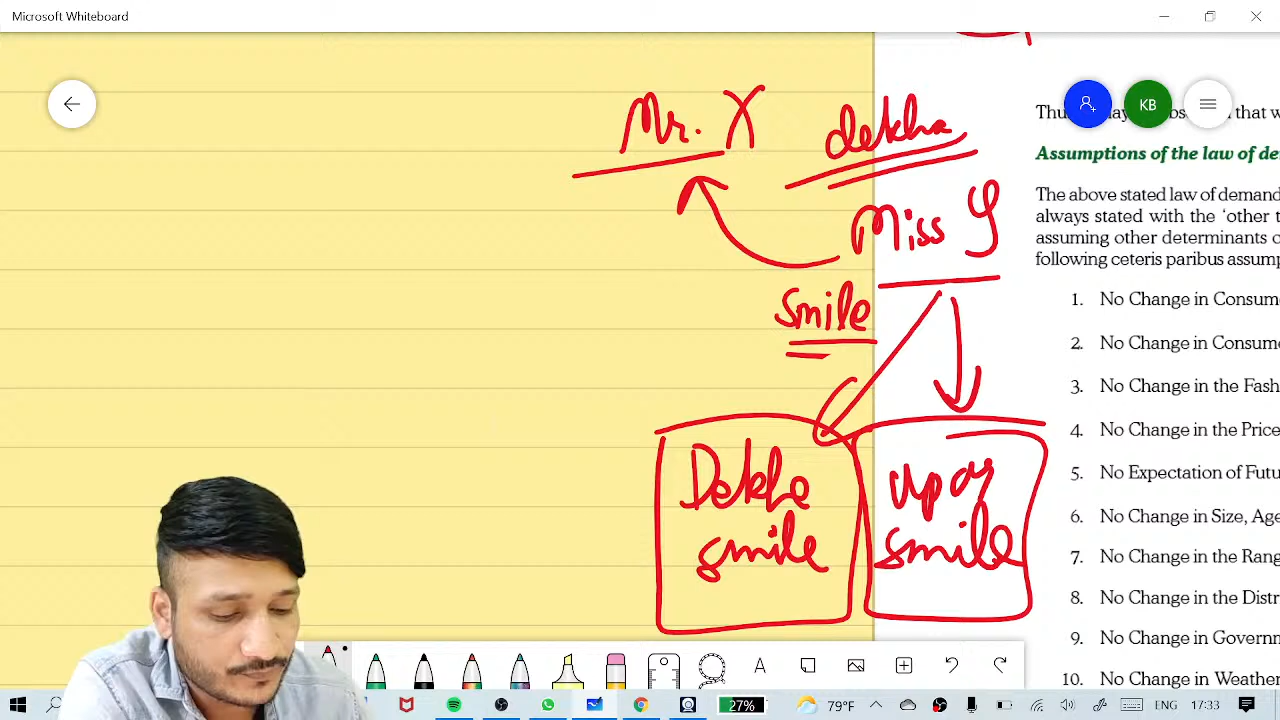 Microsoft Whiteboard
KB
Mr. X dekha
Miss Y
smile
Dekhe
smile
smile
Assumptions of the law of de
The above stated law of demand
always stated with the ‘other t
assuming other determinants o
following ceteris paribus assump
1. No Change in Consum
2. No Change in Consum
3. No Change in the Fash
4. No Change in the Price
5. No Expectation of Futu
6. No Change in Size, Age
7. No Change in the Rang
8. No Change in the Distr
9. No Change in Governm
10. No Change in Weather
27% 79°F ENG 17:33